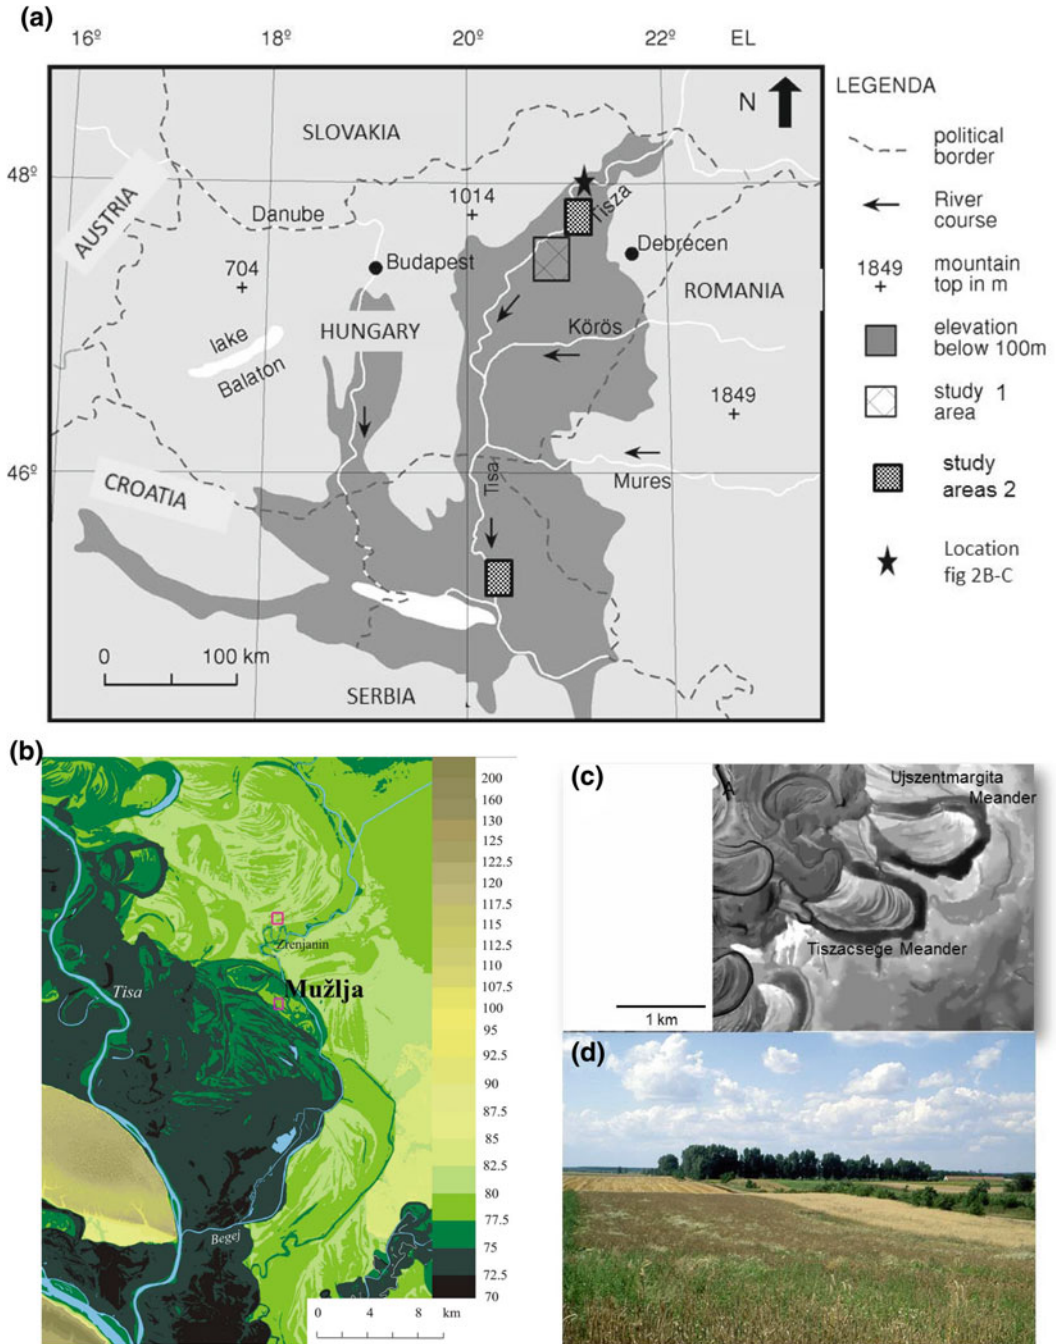 (a)
16º 18º 20º 22º EL
N
LEGENDA
SLOVAKIA
political
border
48º
1014
+
Tisza
AUSTRIA
Danube
River
course
Debrecen
Budapest
704
+
1849
+
mountain
top in m
ROMANIA
HUNGARY
Körös
lake
Balaton
elevation
below 100m
1849
+
study 1
area
46º
Mures
Tisa
CROATIA
study
areas 2
Location
fig 2B-C
0 100 km
SERBIA
(b)
200
160
130
125
122.5
120
117.5
115
112.5
110
107.5
100
95
92.5
90
87.5
85
82.5
80
77.5
75
72.5
70
Zrenjanin
Mužlja
Tisa
Begej
0 4 8 km
(c)
Ujszentmargita
Meander
Tiszacsege Meander
1 km
(d)